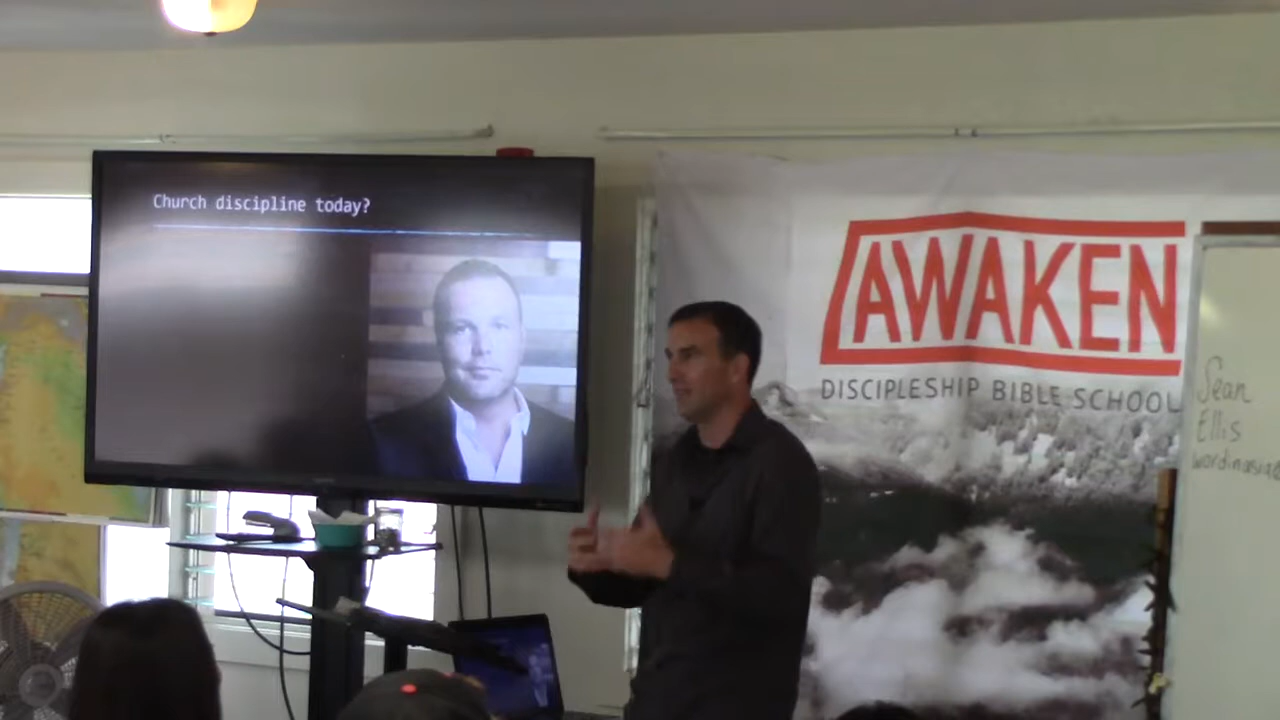 Church discipline today?
AWAKEN
DISCIPLESHIP BIBLE SCHOOL
Sean
Ellis